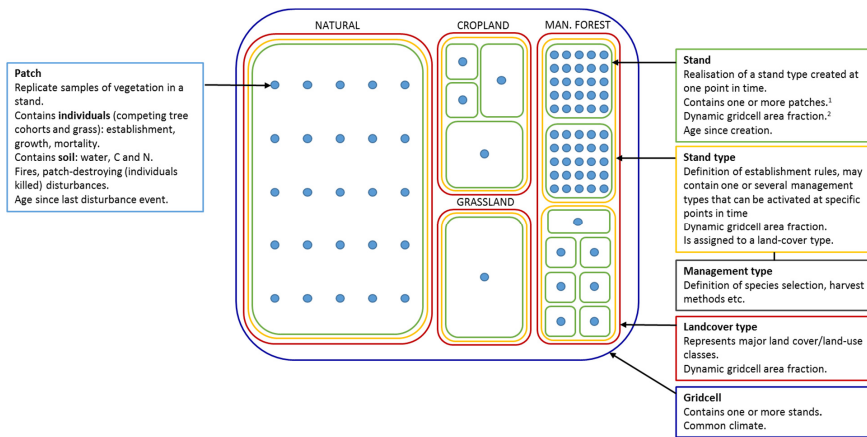 NATURAL
CROPLAND
MAN. FOREST
GRASSLAND
Patch
Replicate samples of vegetation in a
stand.
Contains individuals (competing tree
cohorts and grass): establishment,
growth, mortality.
Contains soil: water, C and N.
Fires, patch-destroying (individuals
killed) disturbances.
Age since last disturbance event.
Stand
Realisation of a stand type created at
one point in time.
Contains one or more patches.¹
Dynamic gridcell area fraction.²
Age since creation.
Stand type
Definition of establishment rules, may
contain one or several management
types that can be activated at specific
points in time
Dynamic gridcell area fraction.
Is assigned to a land-cover type.
Management type
Definition of species selection, harvest
methods etc.
Landcover type
Represents major land cover/land-use
classes.
Dynamic gridcell area fraction.
Gridcell
Contains one or more stands.
Common climate.